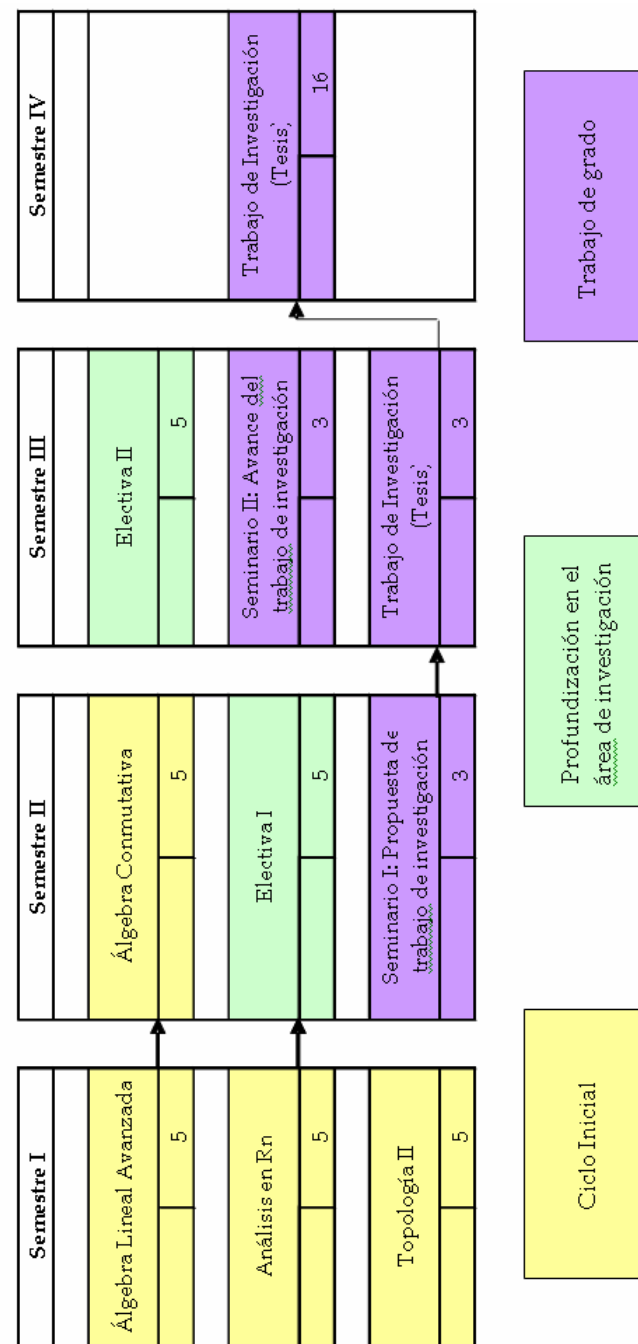 Semestre I
Álgebra Lineal Avanzada
5
Análisis en Rn
5
Topología II
5
Semestre II
Álgebra Conmutativa
5
Electiva I
5
Seminario I: Propuesta de
trabajo de investigación
3
Semestre III
Electiva II
5
Seminario II: Avance del
trabajo de investigación
3
Trabajo de Investigación
(Tesis)
3
Semestre IV
Trabajo de Investigación
(Tesis)
16
Ciclo Inicial
Profundización en el
área de investigación
Trabajo de grado